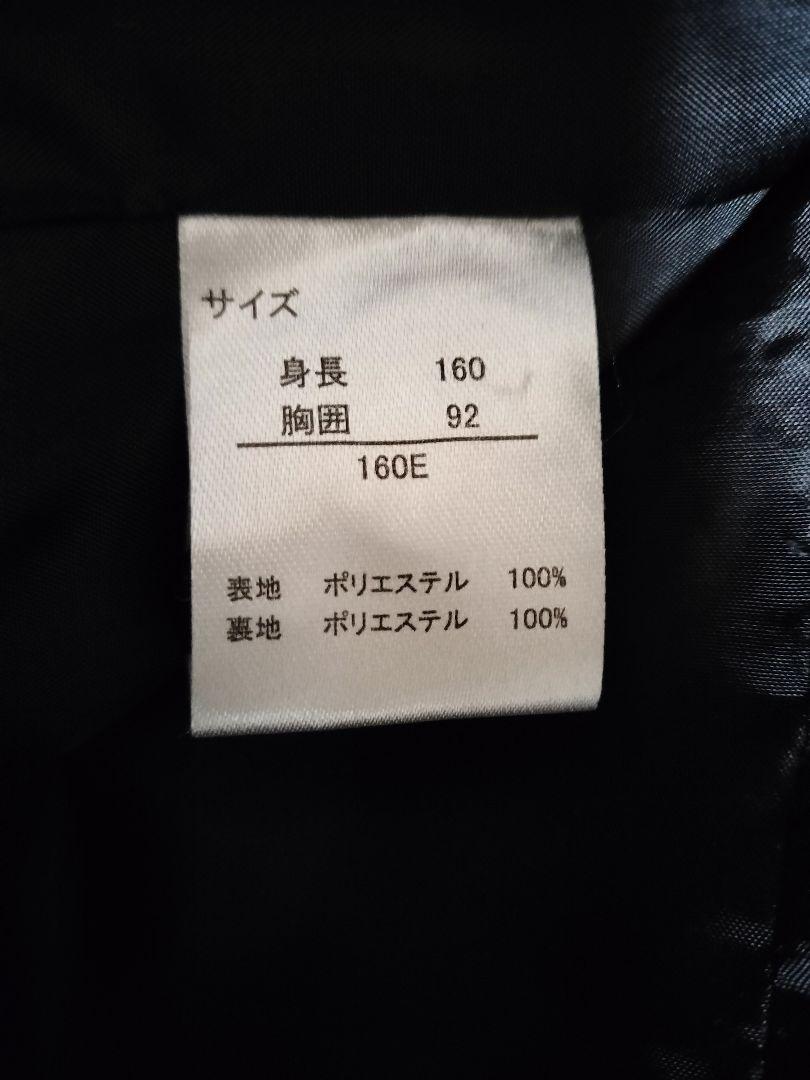 サイズ
身長 160
胸囲 92
160E
表地 ポリエステル 100%
裏地 ポリエステル 100%